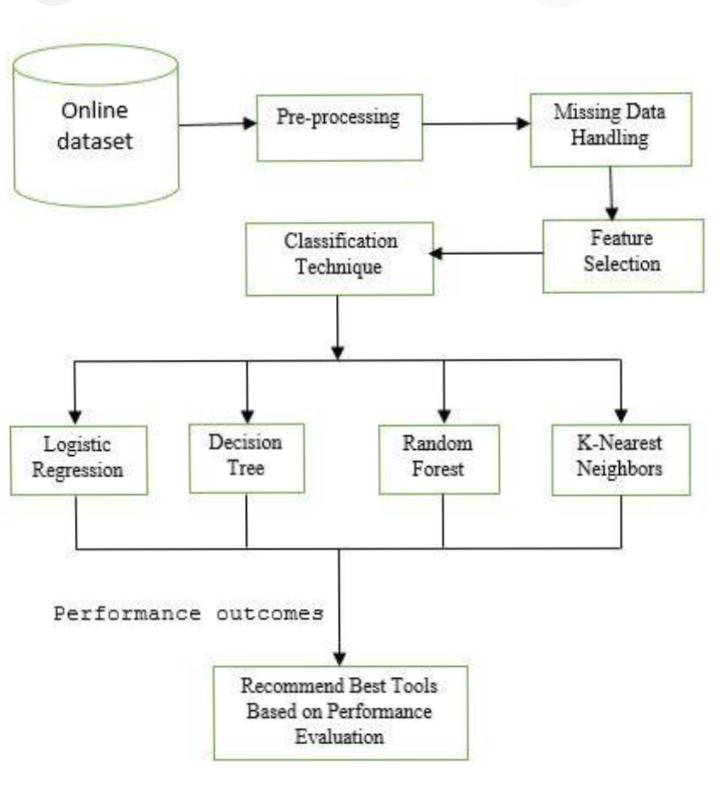 Online
dataset
Pre-processing
Missing Data
Handling
Classification
Technique
Feature
Selection
Logistic
Regression
Decision
Tree
Random
Forest
K-Nearest
Neighbors
Performance outcomes
Recommend Best Tools
Based on Performance
Evaluation